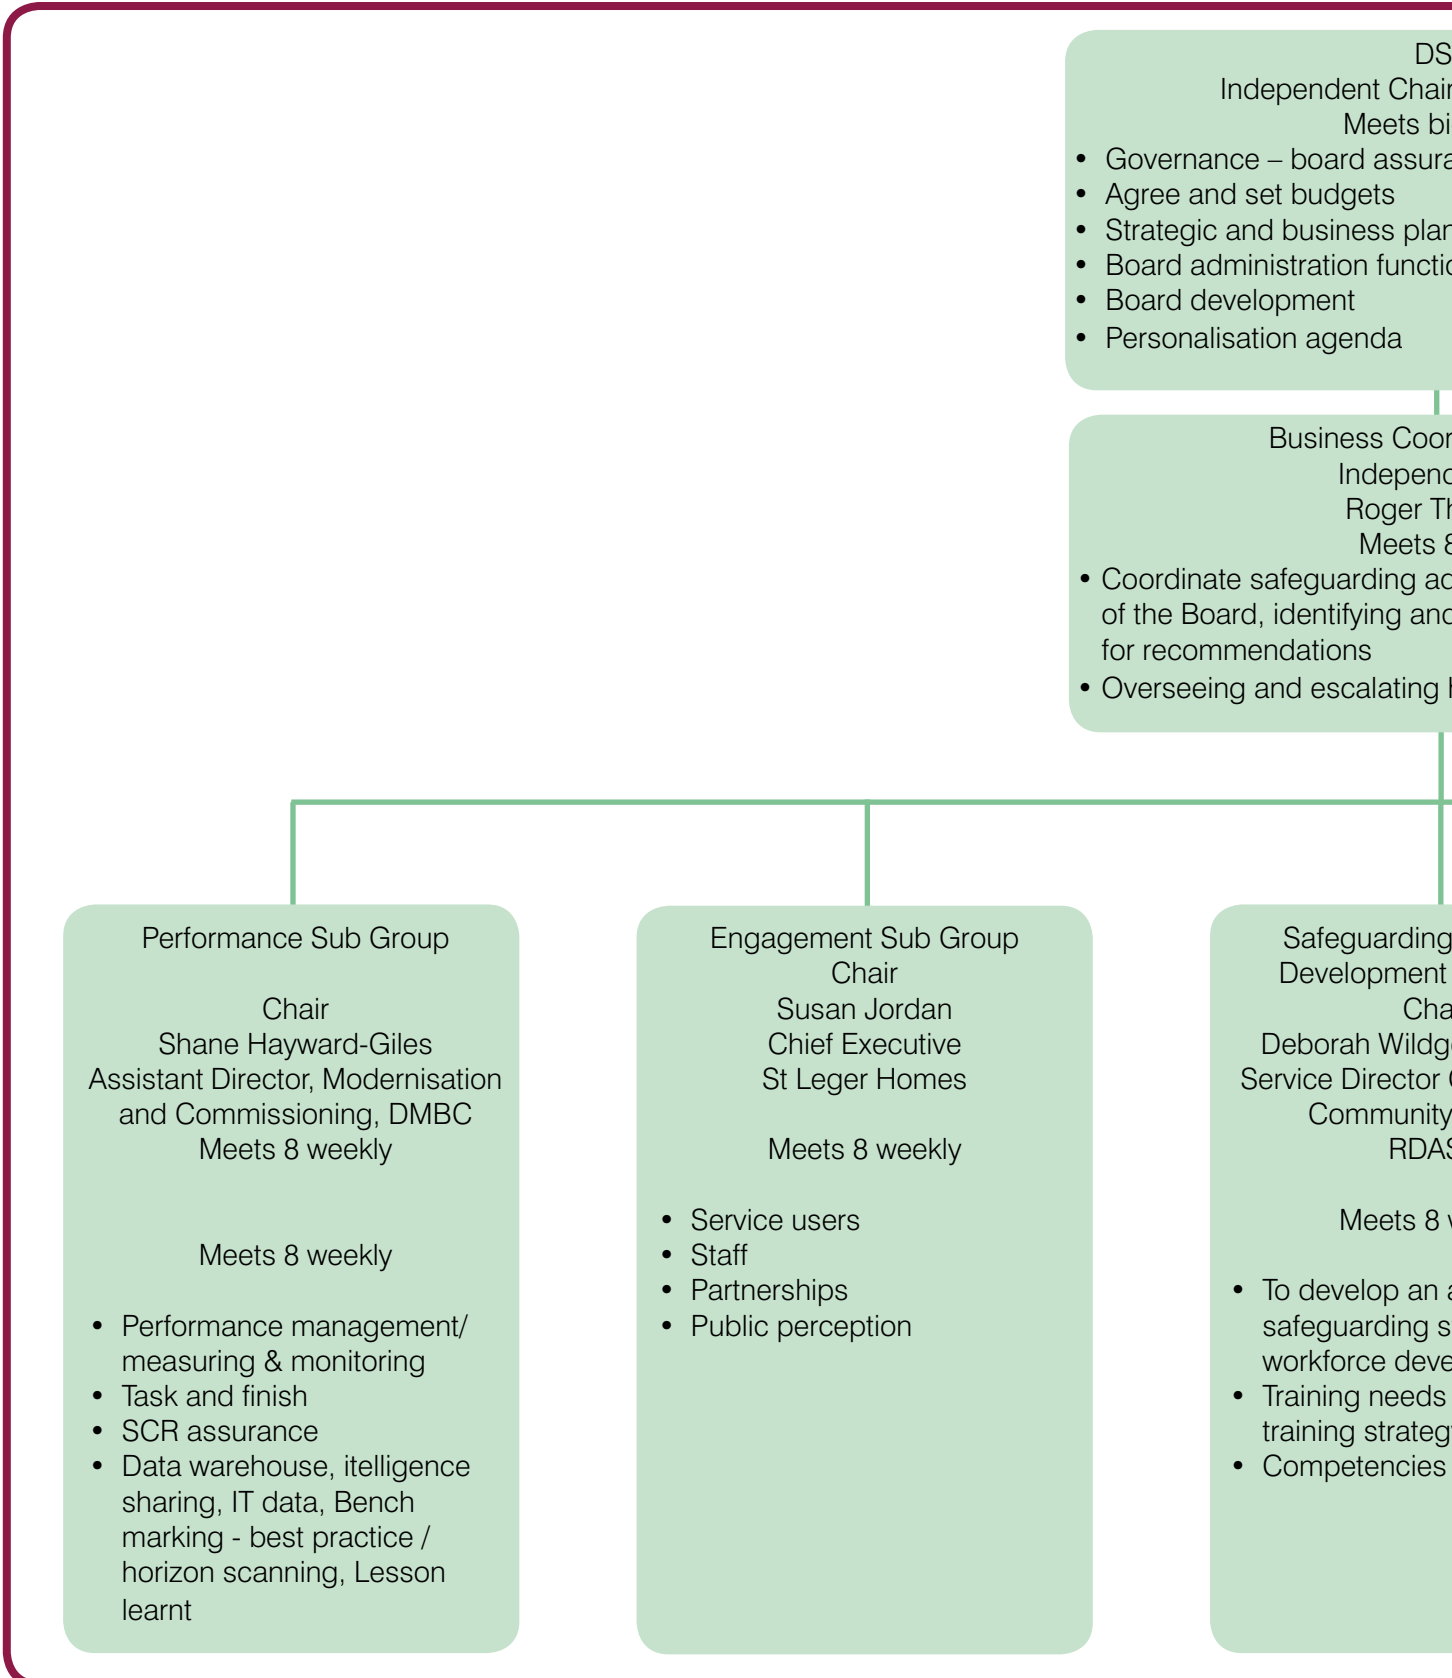 DS
Independent Chair
Meets bi
• Governance – board assura
• Agree and set budgets
• Strategic and business plan
• Board administration functio
• Board development
• Personalisation agenda
Business Coor
Independ
Roger Th
Meets 8
• Coordinate safeguarding ac
of the Board, identifying and
for recommendations
• Overseeing and escalating
Performance Sub Group
Chair
Shane Hayward-Giles
Assistant Director, Modernisation
and Commissioning, DMBC
Meets 8 weekly
Meets 8 weekly
• Performance management/
measuring & monitoring
• Task and finish
• SCR assurance
• Data warehouse, itelligence
sharing, IT data, Bench
marking - best practice /
horizon scanning, Lesson
learnt
Engagement Sub Group
Chair
Susan Jordan
Chief Executive
St Leger Homes
Meets 8 weekly
• Service users
• Staff
• Partnerships
• Public perception
Safeguarding
Development
Cha
Deborah Wildg
Service Director
Community
RDAS
Meets 8
• To develop an a
safeguarding s
workforce deve
• Training needs
training strategy
• Competencies